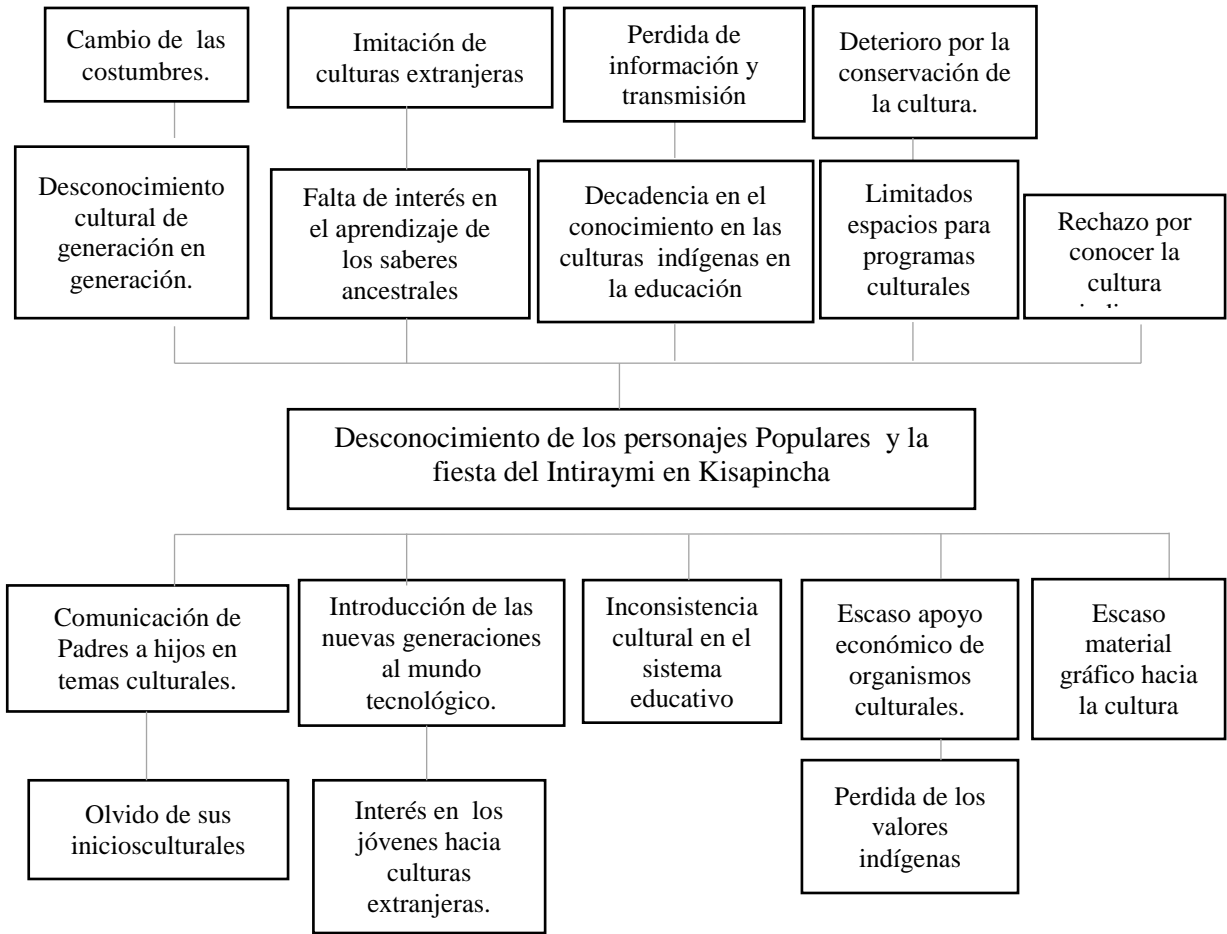 Cambio de las
costumbres.
Imitación de
culturas extranjeras
Perdida de
información y
transmisión
Deterioro por la
conservación de
la cultura.
Desconocimiento
cultural de
generación en
generación.
Falta de interés en
el aprendizaje de
los saberes
ancestrales
Decadencia en el
conocimiento en las
culturas indígenas en
la educación
Limitados
espacios para
programas
culturales
Rechazo por
conocer la
cultura
Desconocimiento de los personajes Populares y la
fiesta del Intiraymi en Kisapincha
Comunicación de
Padres a hijos en
temas culturales.
Introducción de las
nuevas generaciones
al mundo
tecnológico.
Inconsistencia
cultural en el
sistema
educativo
Escaso apoyo
económico de
organismos
culturales.
Escaso
material
gráfico hacia
la cultura
Olvido de sus
iniciosculturales
Interés en los
jóvenes hacia
culturas
extranjeras.
Perdida de los
valores
indígenas